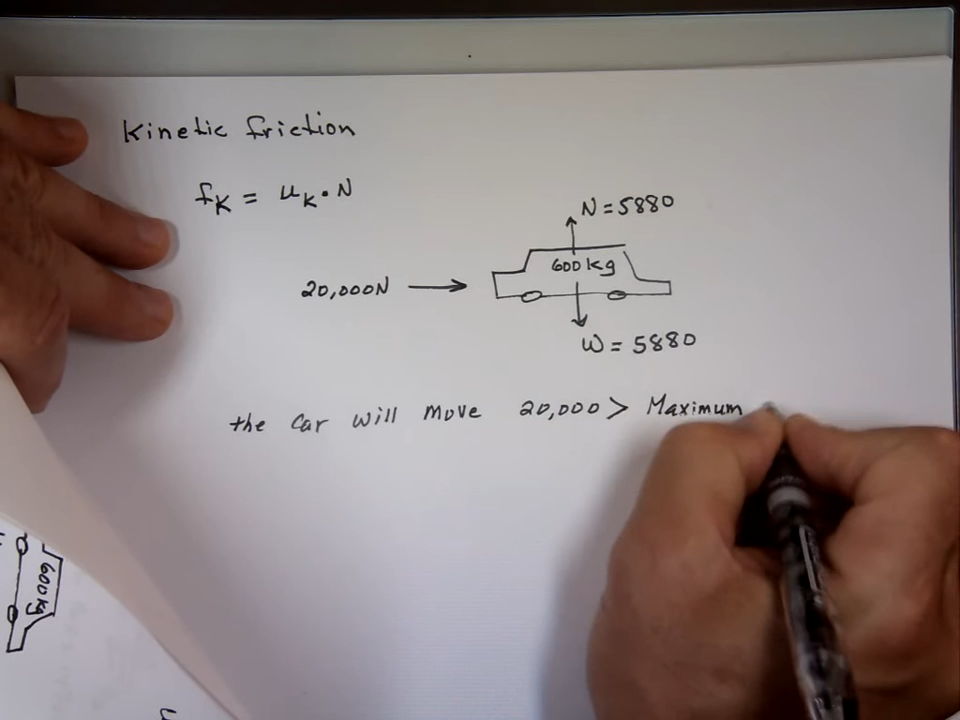 Kinetic friction
fK = uK • N
N = 5880
600 kg
20,000N
W = 5880
the car will move 20,000 > Maximum
600 kg